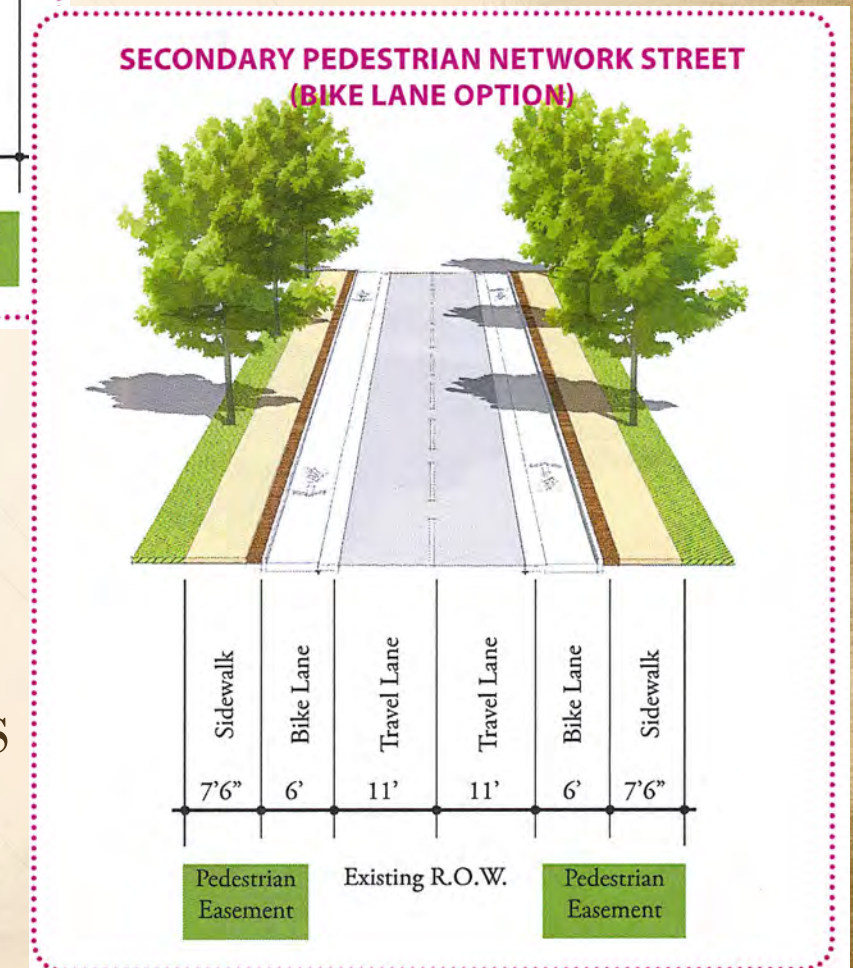 SECONDARY PEDESTRIAN NETWORK STREET
(BIKE LANE OPTION)
Sidewalk
Bike Lane
Travel Lane
Travel Lane
Bike Lane
Sidewalk
7'6” 6' 11' 11' 6' 7'6”
Pedestrian
Easement
Existing R.O.W.
Pedestrian
Easement
s